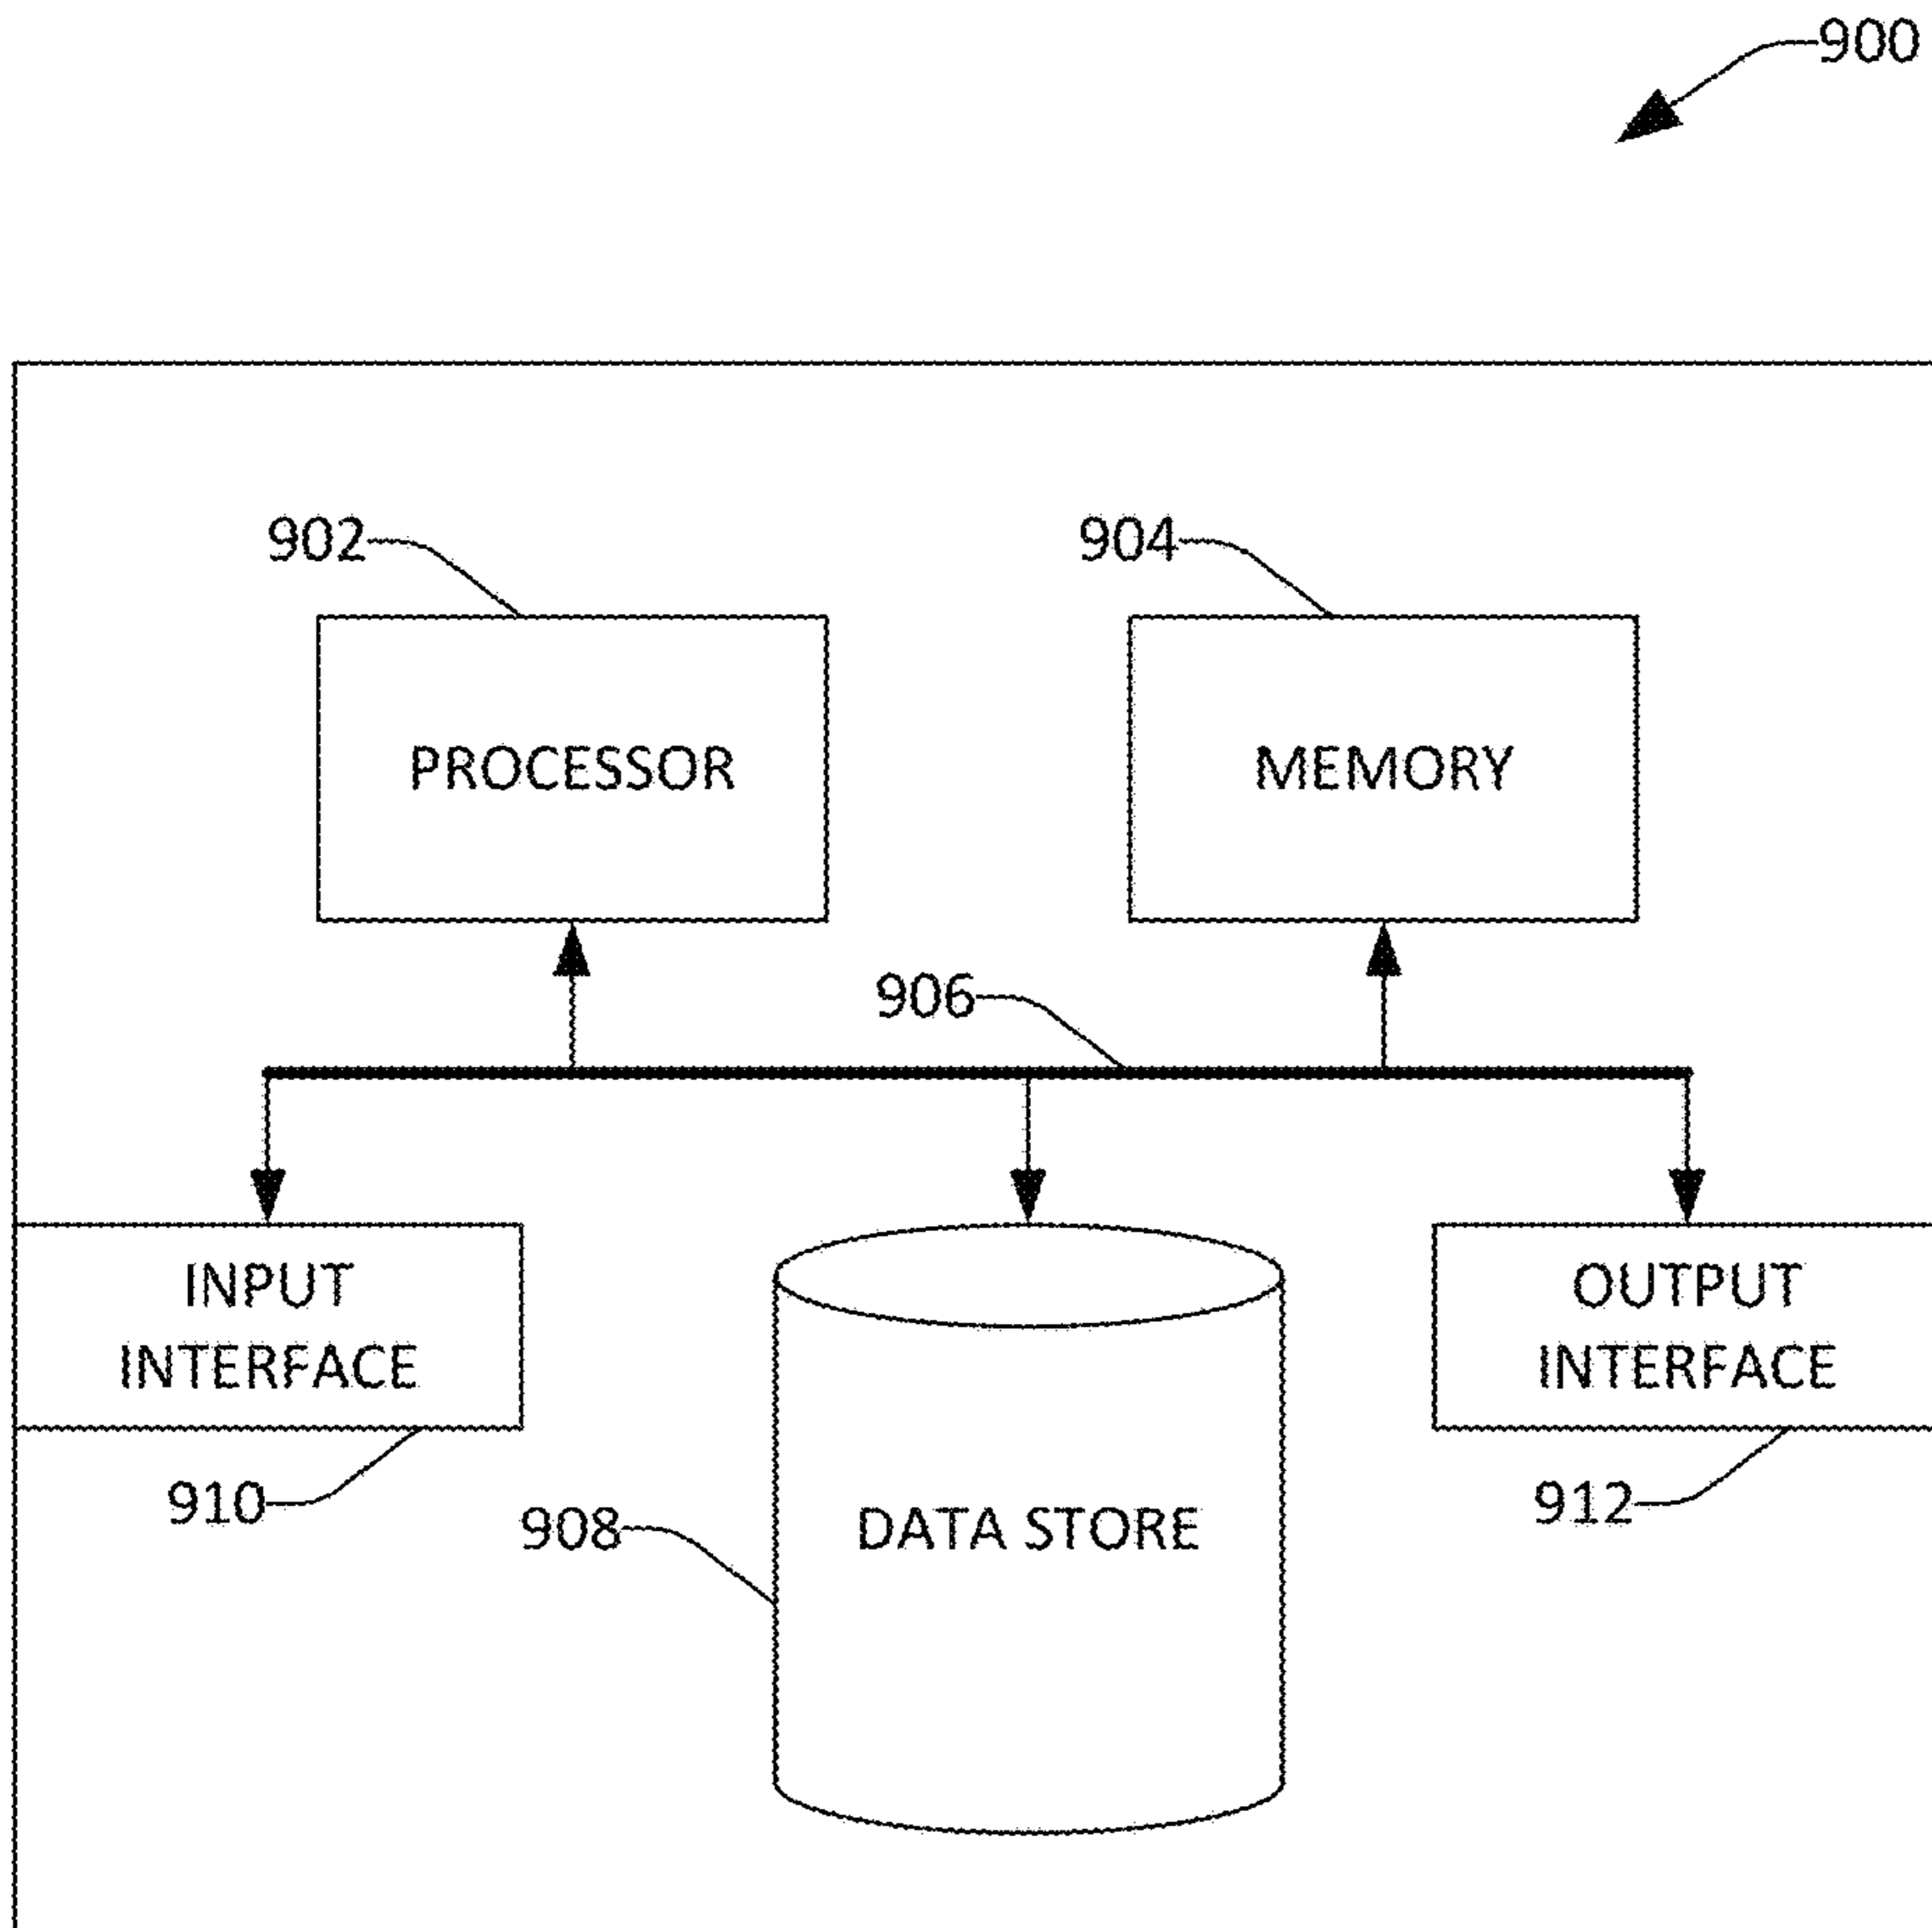 900
902
904
PROCESSOR
MEMORY
906
INPUT
INTERFACE
OUTPUT
INTERFACE
910
908
DATA STORE
912